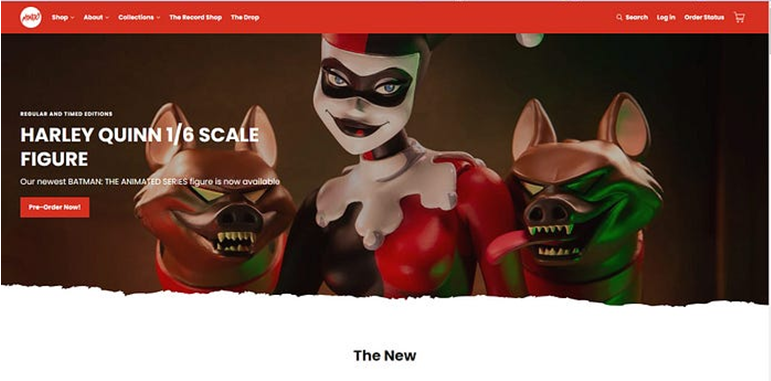 MONDO
Shop
About
Collections
The Record Shop
The Drop
Search
Log in
Order Status
REGULAR AND TIMED EDITIONS
HARLEY QUINN 1/6 SCALE
FIGURE
Our newest BATMAN: THE ANIMATED SERIES figure is now available
Pre-Order Now!
The New